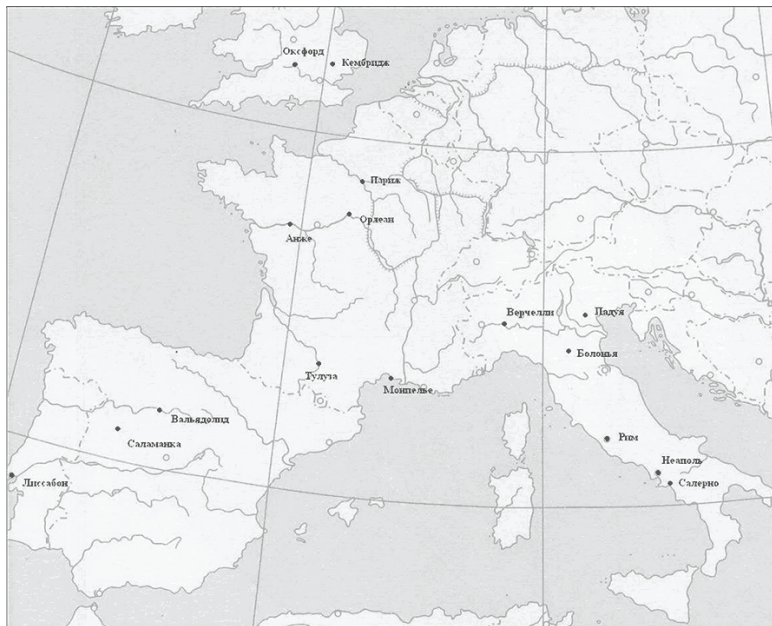 Оксфорд
Кембридж
Париж
Орлеан
Анже
Верчелли
Падуя
Болонья
Тулуза
Монпелье
Вальядолид
Саламанка
Рим
Неаполь
Лиссабон
Салерно